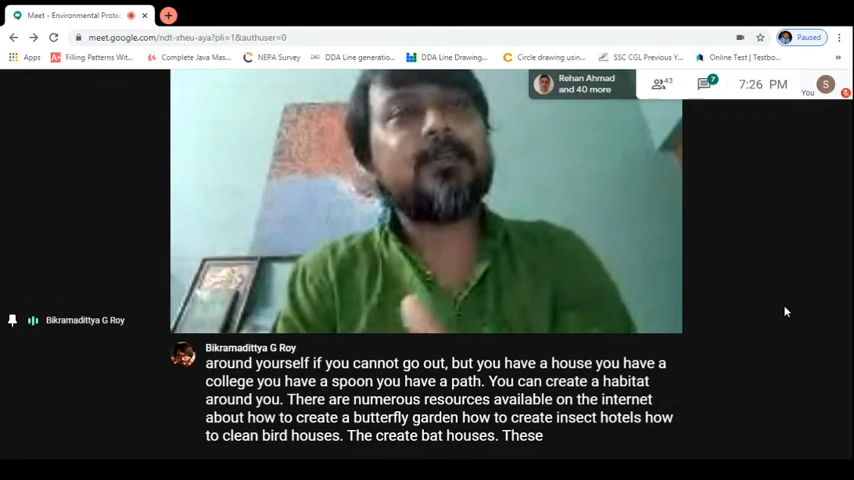 Meet - Environmental Prote
meet.google.com/ndt-xheu-aya?pli=1&authuser=0
Paused
Apps
Filling Patterns Wit...
Complete Java Mas...
NEPA Survey
DDA Line generatio...
DDA Line Drawing...
Circle drawing usin...
SSC CGL Previous Y...
Online Test | Testbo...
»
Rehan Ahmad
and 40 more
43
7
7:26 PM
You
S
Bikramadittya G Roy
Bikramadittya G Roy
around yourself if you cannot go out, but you have a house you have a
college you have a spoon you have a path. You can create a habitat
around you. There are numerous resources available on the internet
about how to create a butterfly garden how to create insect hotels how
to clean bird houses. The create bat houses. These